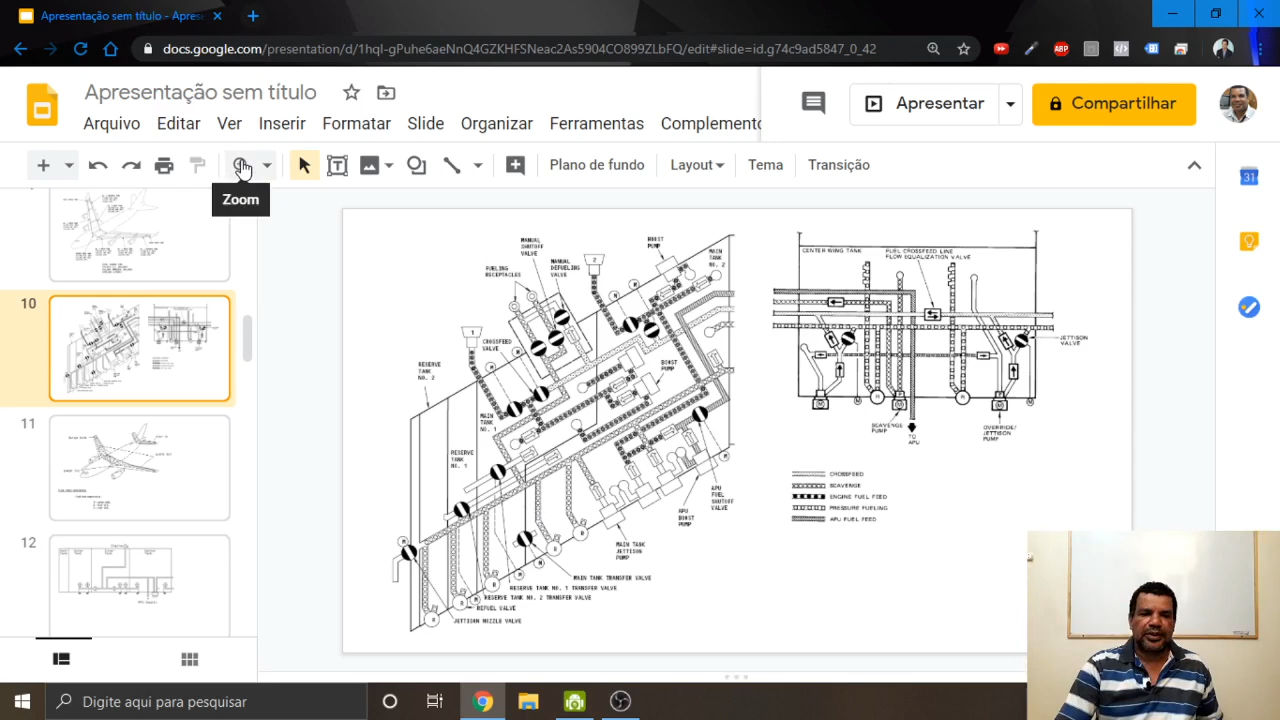 Apresentação sem título - Apres
docs.google.com/presentation/d/1hqI-gPuhe6aeNnQ4GZKHFSNeac2As5904CO899ZLbFQ/edit#slide=id.g74c9ad5847_0_42
ABP
Apresentação sem título
Apresentar
Compartilhar
Arquivo Editar Ver Inserir Formatar Slide Organizar Ferramentas Complemento
Plano de fundo Layout Tema Transição
31
Zoom
10
11
12
MANUAL
SHUTOFF
VALVE
BOOST
PUMP
MAIN
TANK
NO. 2
MANUAL
DEFUELING
VALVE
2
FUELING
RECEPTACLES
1
CROSSFEED
VALVE
RESERVE
TANK
NO. 2
BOOST
PUMP
MAIN
TANK
NO. 1
RESERVE
TANK
NO. 1
APU
FUEL
SHUTOFF
VALVE
APU
BOOST
PUMP
MAIN TANK
JETTISON
PUMP
MAIN TANK TRANSFER VALVE
RESERVE TANK NO. 1 TRANSFER VALVE
RESERVE TANK NO. 2 TRANSFER VALVE
REFUEL VALVE
JETTISON NOZZLE VALVE
CENTER WING TANK
FUEL CROSSFEED LINE
FLOW EQUALIZATION VALVE
JETTISON
VALVE
SCAVENGE
PUMP
TO
APU
OVERRIDE/
JETTISON
PUMP
CROSSFEED
SCAVENGE
ENGINE FUEL FEED
PRESSURE FUELING
APU FUEL FEED
Digite aqui para pesquisar